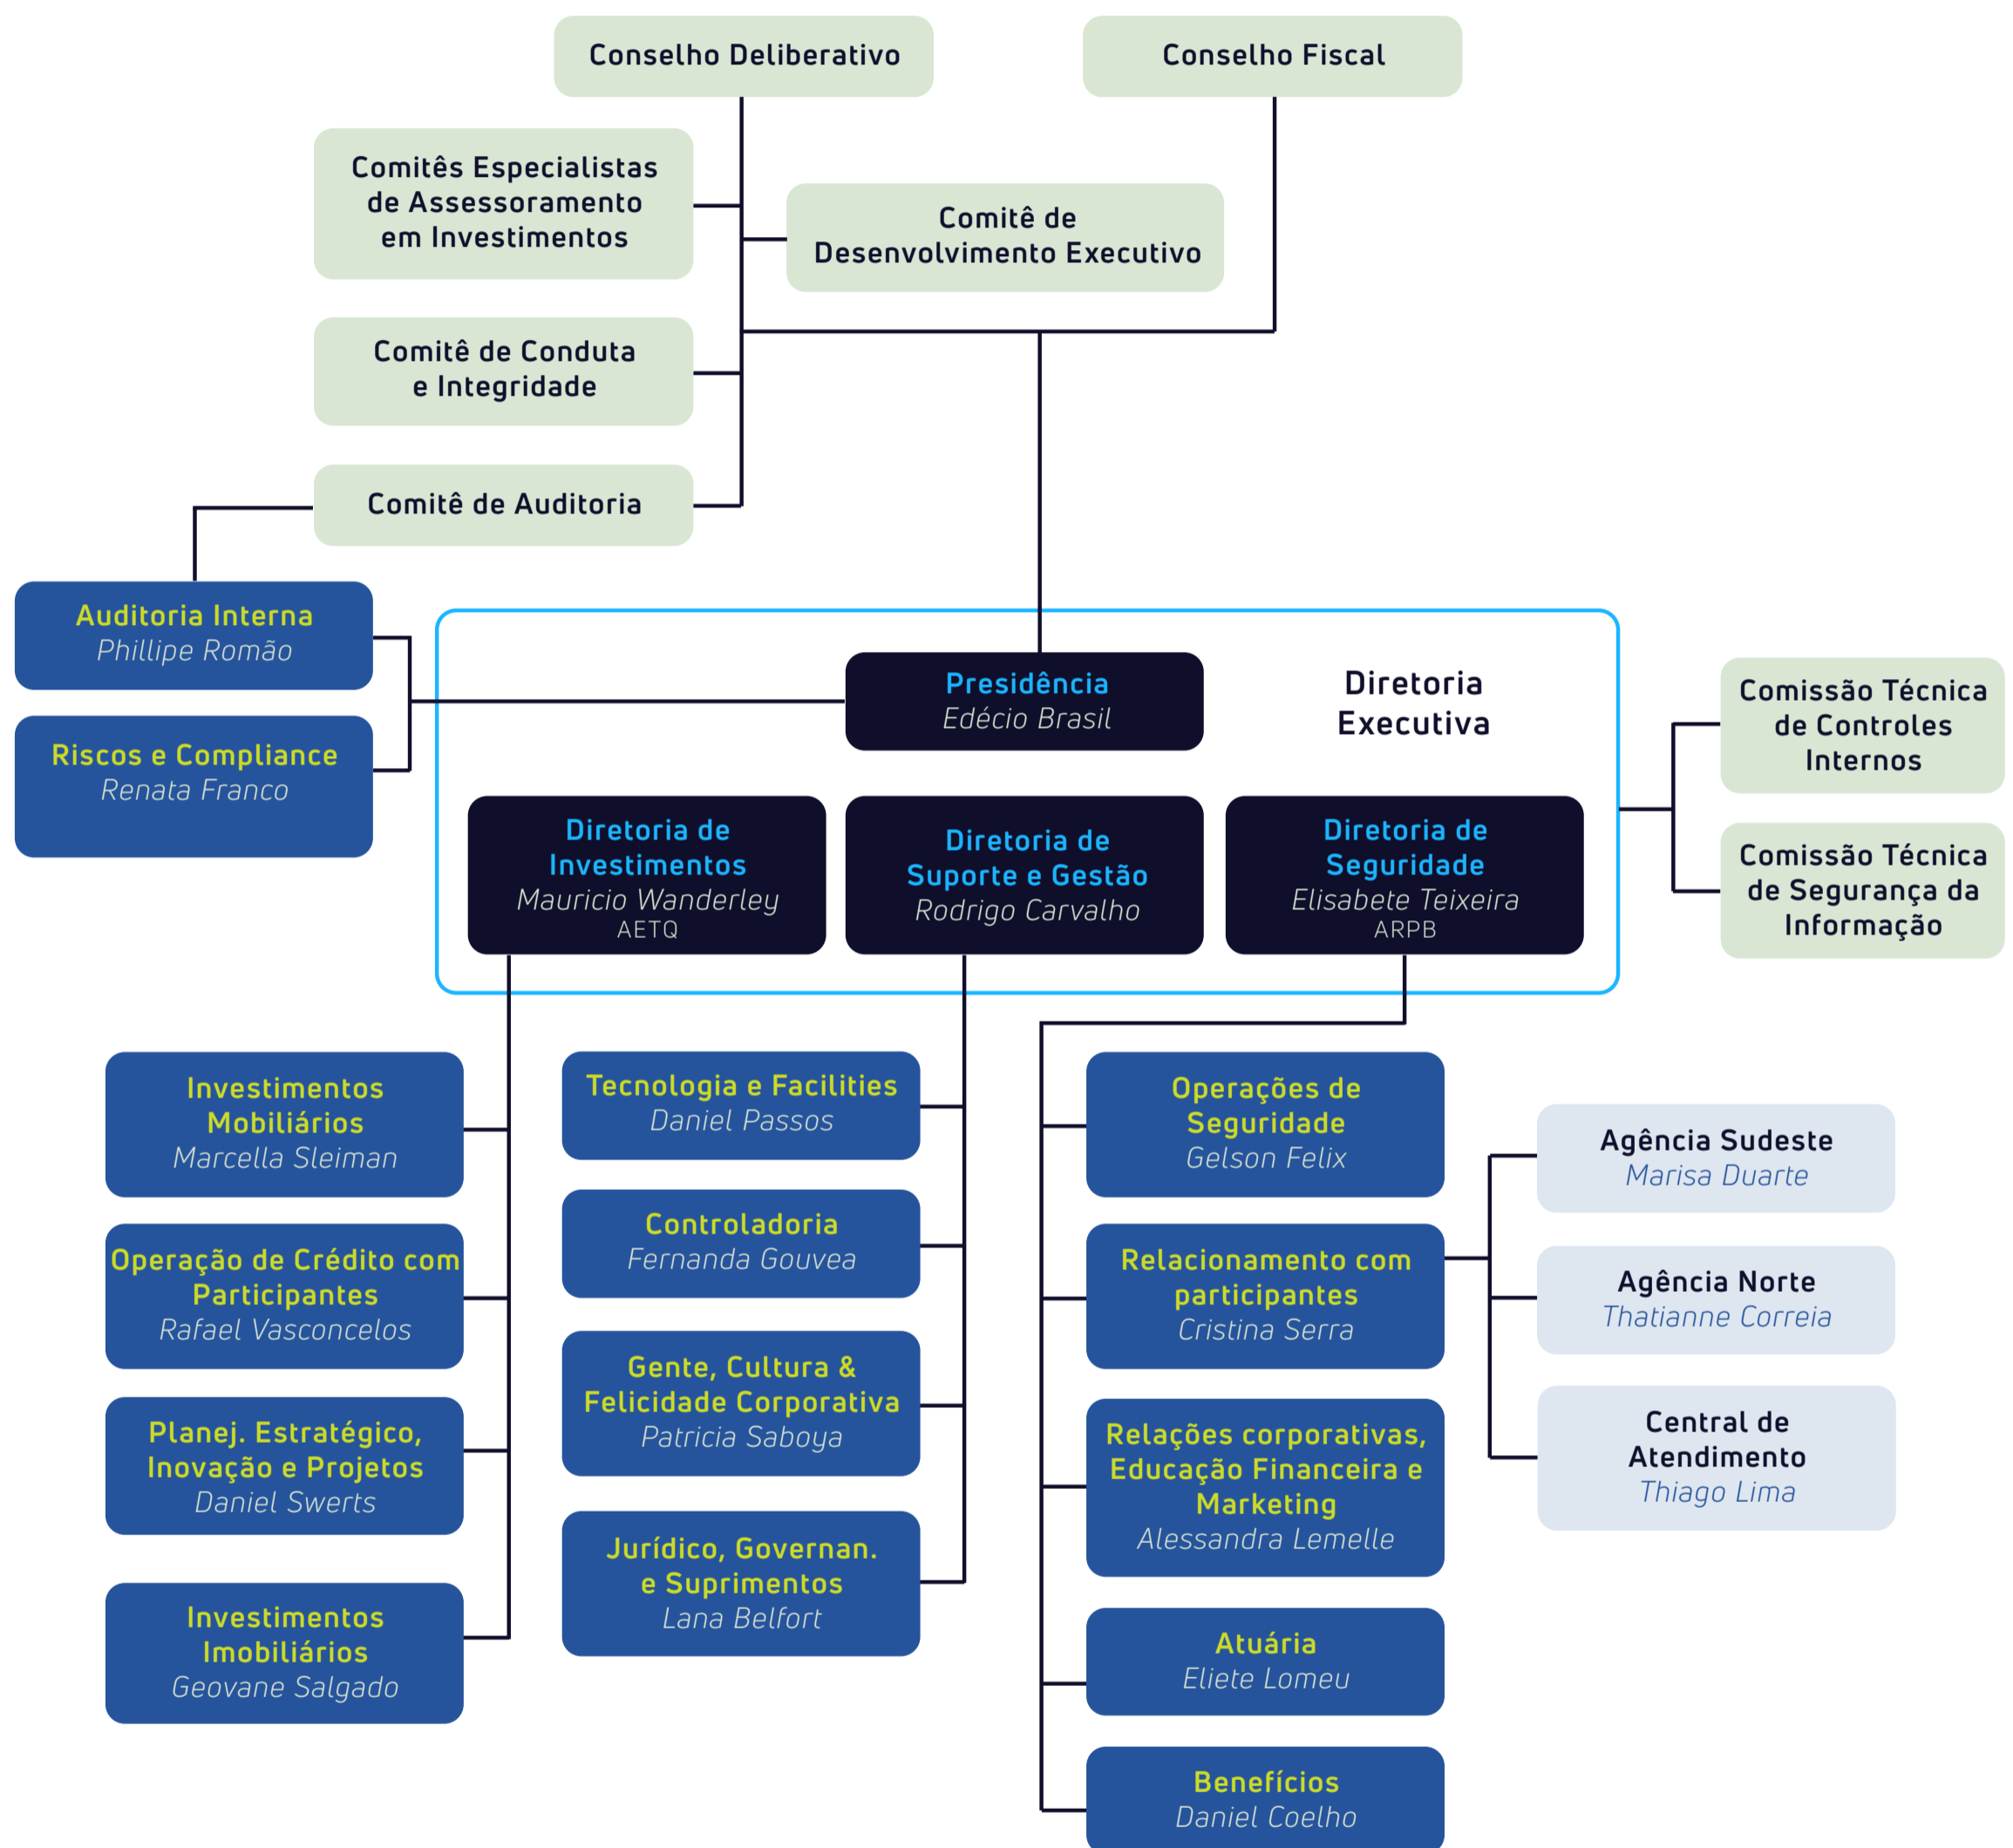 Conselho Deliberativo
Conselho Fiscal
Comitês Especialistas
de Assessoramento
em Investimentos
Comitê de
Desenvolvimento Executivo
Comitê de Conduta
e Integridade
Comitê de Auditoria
Auditoria Interna
Phillipe Romão
Riscos e Compliance
Renata Franco
Presidência
Edécio Brasil
Diretoria
Executiva
Comissão Técnica
de Controles
Internos
Comissão Técnica
de Segurança da
Informação
Diretoria de
Investimentos
Mauricio Wanderley
AETQ
Diretoria de
Suporte e Gestão
Rodrigo Carvalho
Diretoria de
Seguridade
Elisabete Teixeira
ARPB
Investimentos
Mobiliários
Marcella Sleiman
Operação de Crédito com
Participantes
Rafael Vasconcelos
Planej. Estratégico,
Inovação e Projetos
Daniel Swerts
Investimentos
Imobiliários
Geovane Salgado
Tecnologia e Facilities
Daniel Passos
Controladoria
Fernanda Gouvea
Gente, Cultura &
Felicidade Corporativa
Patricia Saboya
Jurídico, Governan.
e Suprimentos
Lana Belfort
Operações de
Seguridade
Gelson Felix
Relacionamento com
participantes
Cristina Serra
Relações corporativas,
Educação Financeira e
Marketing
Alessandra Lemelle
Atuária
Eliete Lomeu
Benefícios
Daniel Coelho
Agência Sudeste
Marisa Duarte
Agência Norte
Thatianne Correia
Central de
Atendimento
Thiago Lima